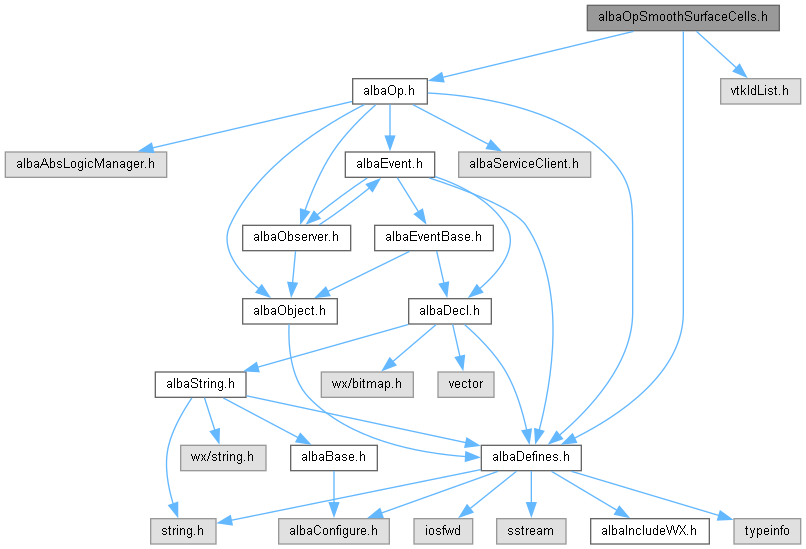 albaOpSmoothSurfaceCells.h
albaOp.h
vtkIdList.h
albaAbsLogicManager.h
albaEvent.h
albaServiceClient.h
albaObserver.h
albaEventBase.h
albaObject.h
albaDecl.h
albaString.h
wx/bitmap.h
vector
wx/string.h
albaBase.h
albaDefines.h
string.h
albaConfigure.h
iosfwd
sstream
albaIncludeWX.h
typeinfo